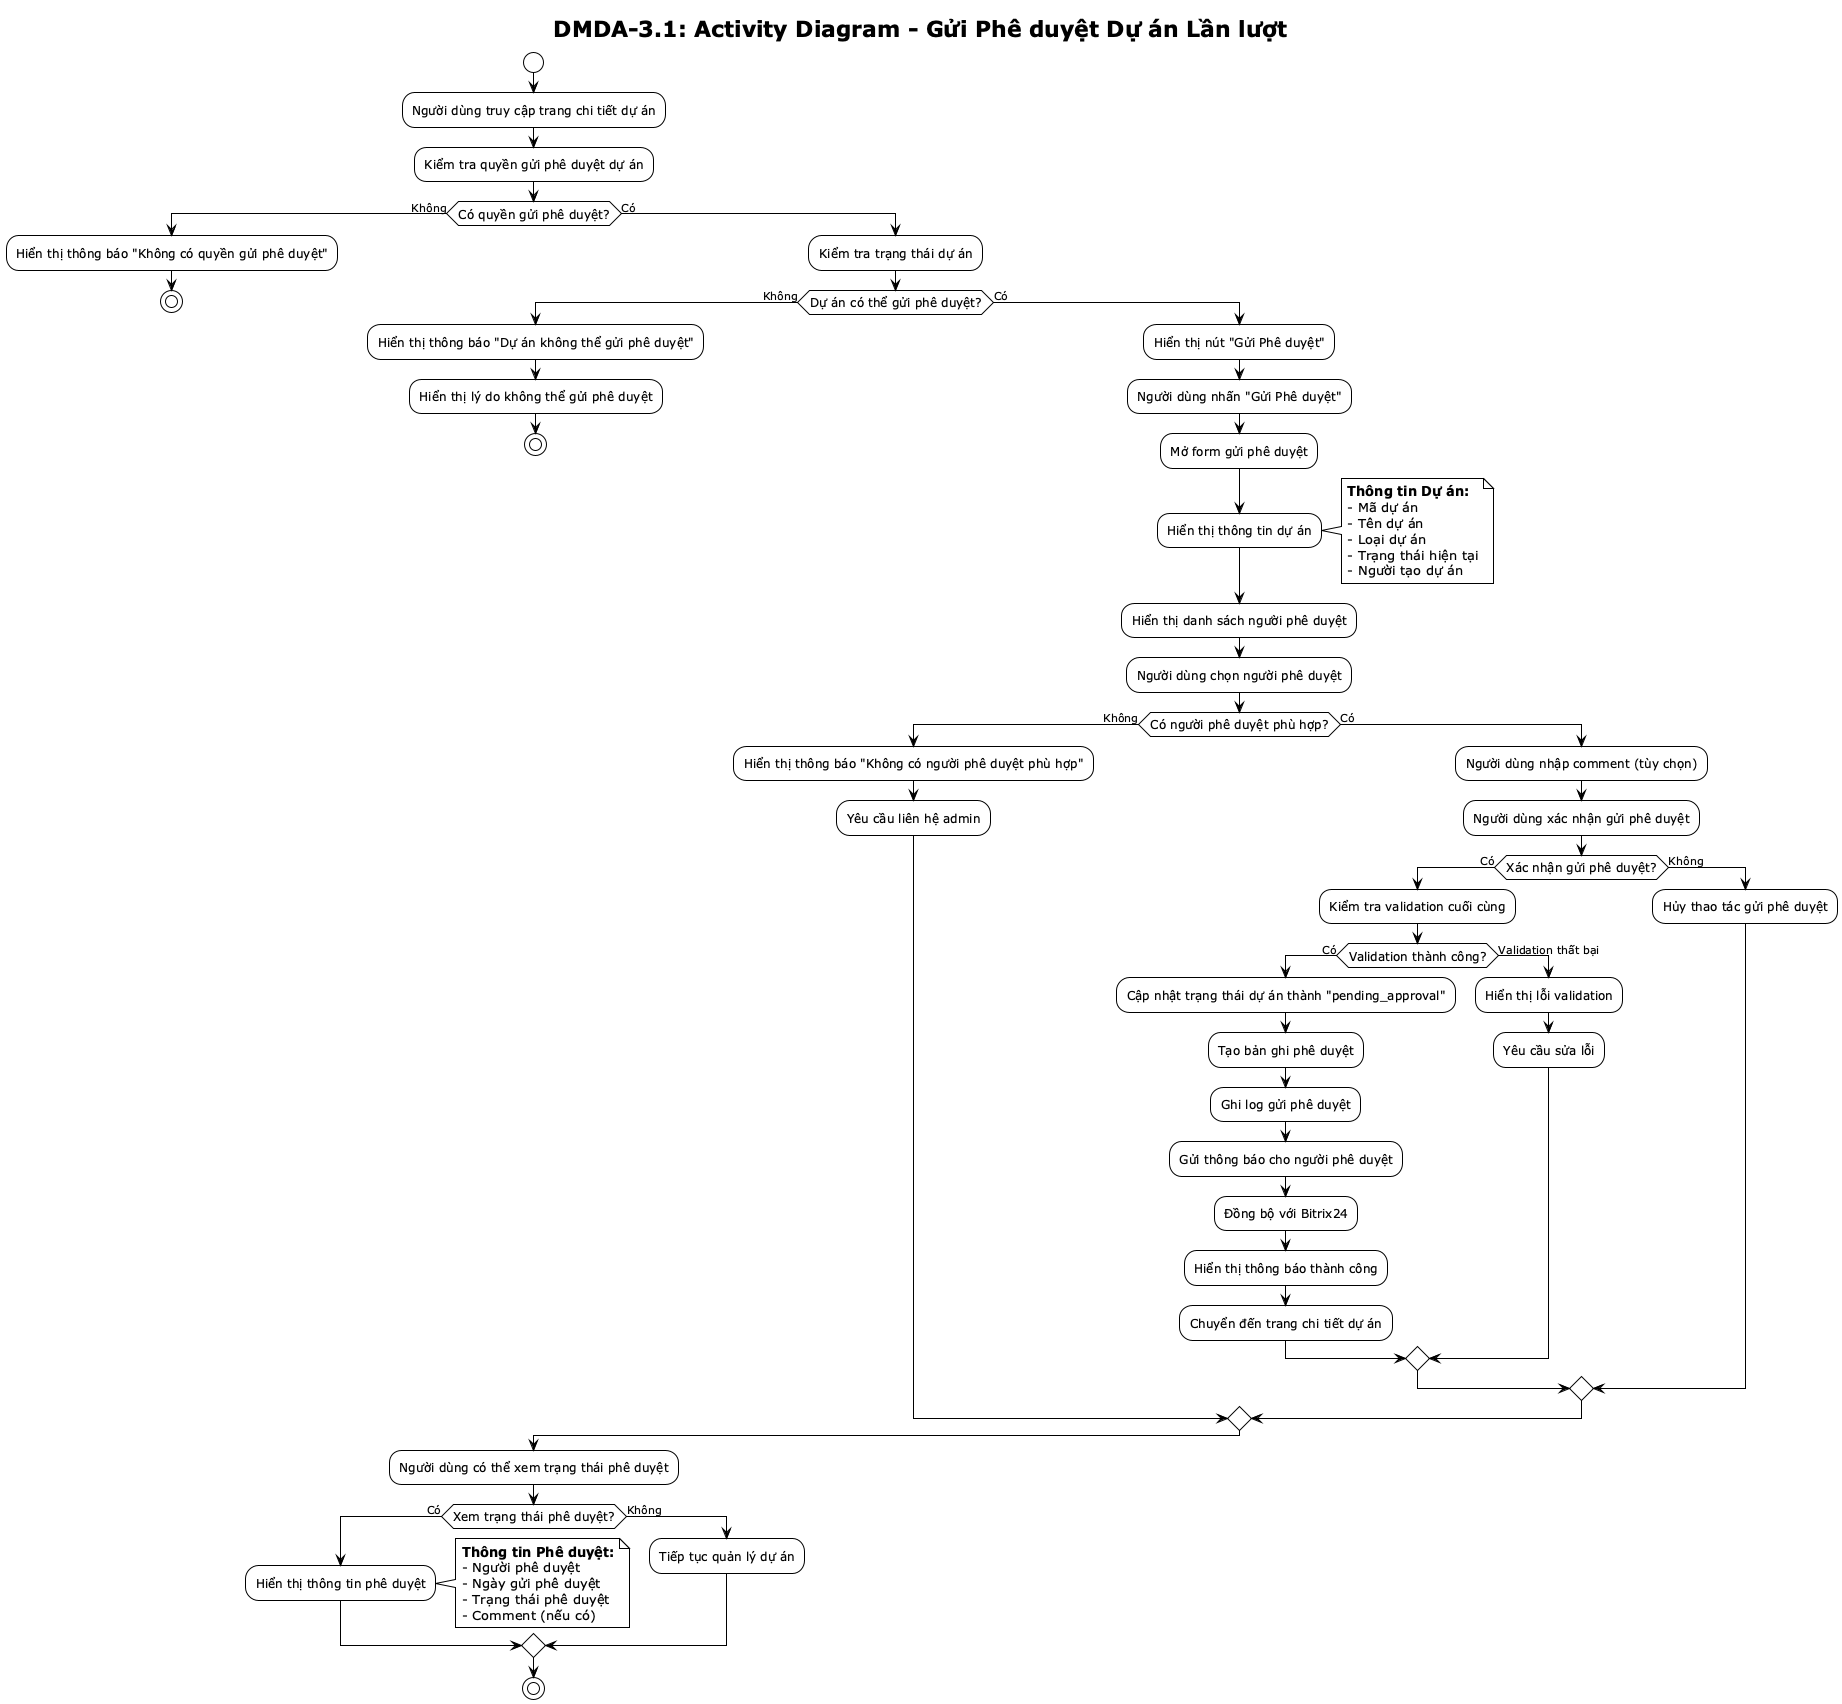 DMDA-3.1: Activity Diagram - Gửi Phê duyệt Dự án Lần lượt
Người dùng truy cập trang chi tiết dự án
Kiểm tra quyền gửi phê duyệt dự án
Không
Có quyền gửi phê duyệt?
Có
Hiển thị thông báo "Không có quyền gửi phê duyệt"
Kiểm tra trạng thái dự án
Không
Dự án có thể gửi phê duyệt?
Có
Hiển thị thông báo "Dự án không thể gửi phê duyệt"
Hiển thị lý do không thể gửi phê duyệt
Hiển thị nút "Gửi Phê duyệt"
Người dùng nhấn "Gửi Phê duyệt"
Mở form gửi phê duyệt
Hiển thị thông tin dự án
Thông tin Dự án:
- Mã dự án
- Tên dự án
- Loại dự án
- Trạng thái hiện tại
- Người tạo dự án
Hiển thị danh sách người phê duyệt
Người dùng chọn người phê duyệt
Không
Có người phê duyệt phù hợp?
Có
Hiển thị thông báo "Không có người phê duyệt phù hợp"
Yêu cầu liên hệ admin
Người dùng nhập comment (tùy chọn)
Người dùng xác nhận gửi phê duyệt
Có
Xác nhận gửi phê duyệt?
Không
Kiểm tra validation cuối cùng
Hủy thao tác gửi phê duyệt
Có
Validation thành công?
Validation thất bại
Cập nhật trạng thái dự án thành "pending_approval"
Hiển thị lỗi validation
Tạo bản ghi phê duyệt
Yêu cầu sửa lỗi
Ghi log gửi phê duyệt
Gửi thông báo cho người phê duyệt
Đồng bộ với Bitrix24
Hiển thị thông báo thành công
Chuyển đến trang chi tiết dự án
Người dùng có thể xem trạng thái phê duyệt
Có
Xem trạng thái phê duyệt?
Không
Hiển thị thông tin phê duyệt
Thông tin Phê duyệt:
- Người phê duyệt
- Ngày gửi phê duyệt
- Trạng thái phê duyệt
- Comment (nếu có)
Tiếp tục quản lý dự án